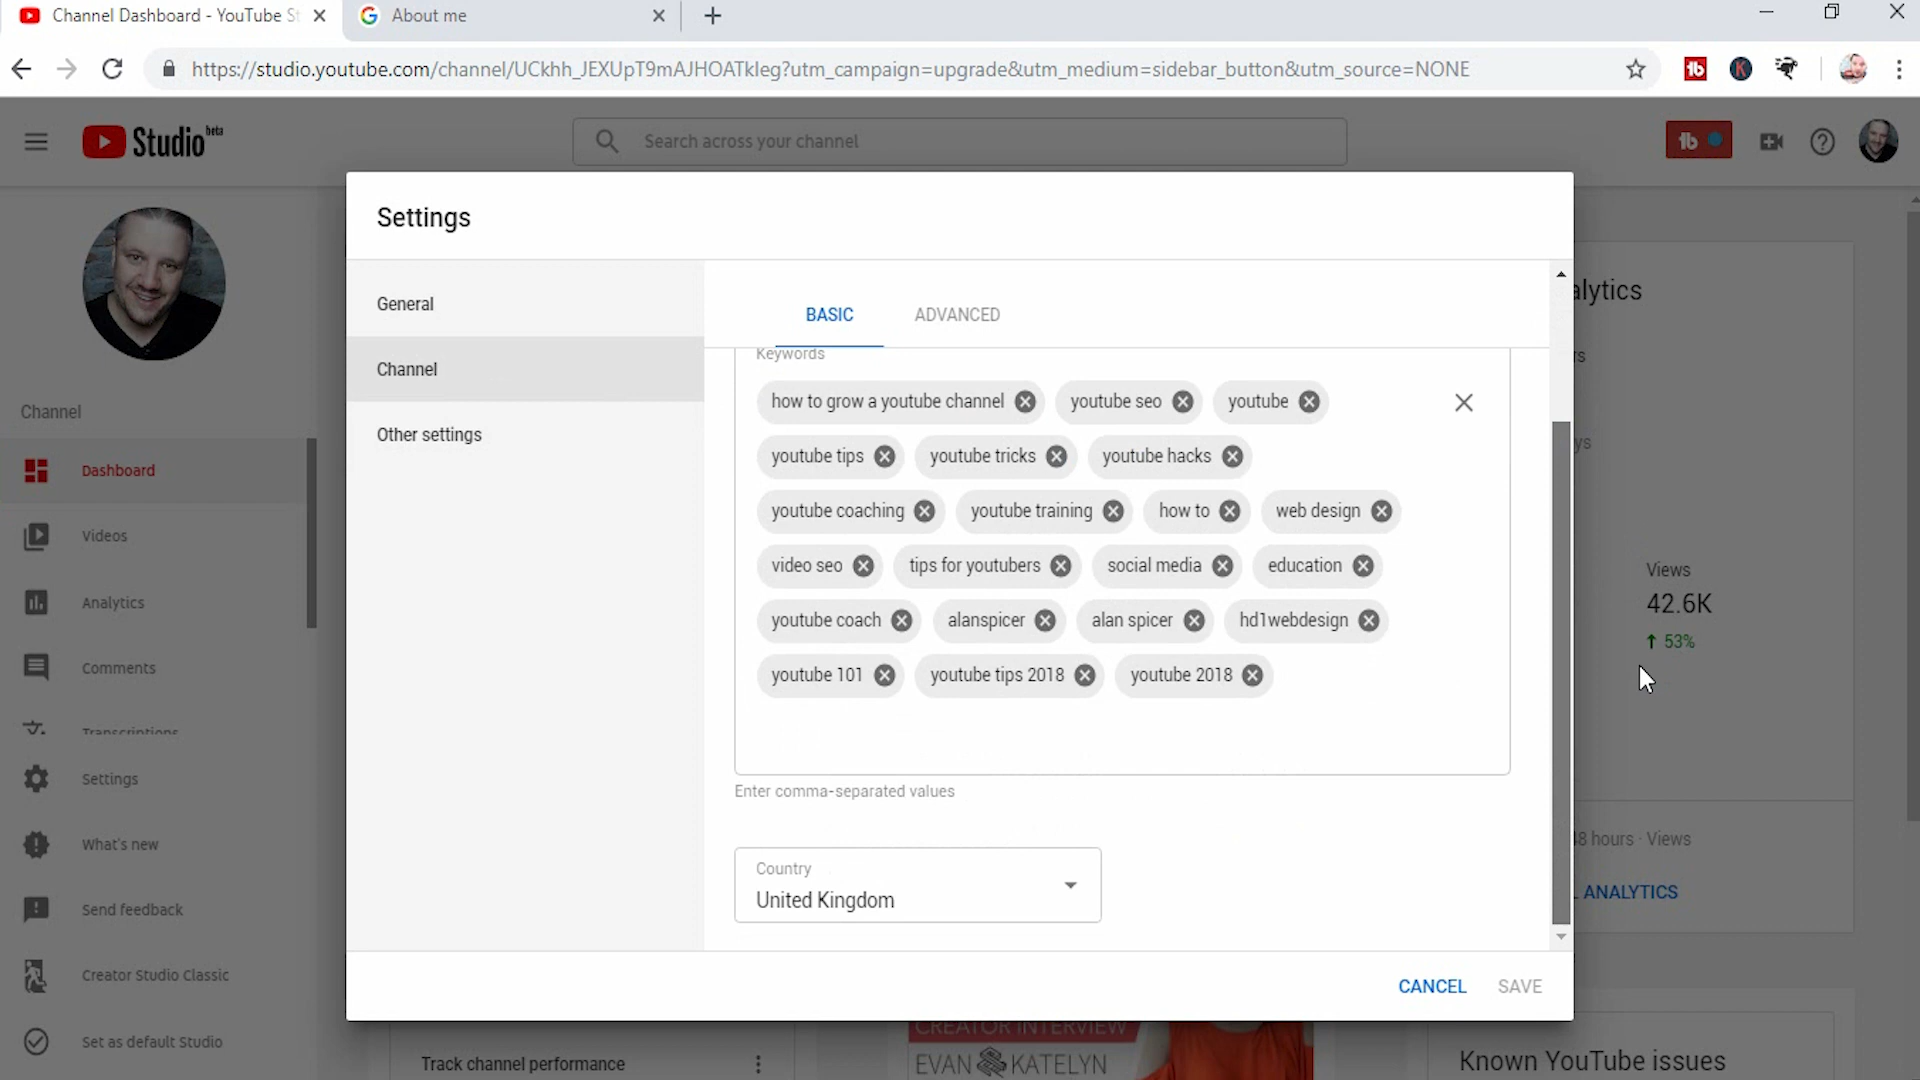 Channel Dashboard - YouTube St
About me
https://studio.youtube.com/channel/UCkhh_JEXUpT9mAJHOATkleg?utm_campaign=upgrade&utm_medium=sidebar_button&utm_source=NONE
Studio beta
Search across your channel
Settings
General
Channel
Other settings
BASIC
ADVANCED
Keywords
how to grow a youtube channel
youtube seo
youtube
youtube tips
youtube tricks
youtube hacks
youtube coaching
youtube training
how to
web design
video seo
tips for youtubers
social media
education
youtube coach
alanspicer
alan spicer
hd1webdesign
youtube 101
youtube tips 2018
youtube 2018
Enter comma-separated values
Country
United Kingdom
CANCEL
SAVE
Channel
Dashboard
Videos
Analytics
Comments
Transcriptions
Settings
What's new
Send feedback
Creator Studio Classic
Set as default Studio
alytics
rs
ys
Views
42.6K
53%
48 hours · Views
ANALYTICS
Track channel performance
CREATOR INTERVIEW
EVAN KATELYN
Known YouTube issues